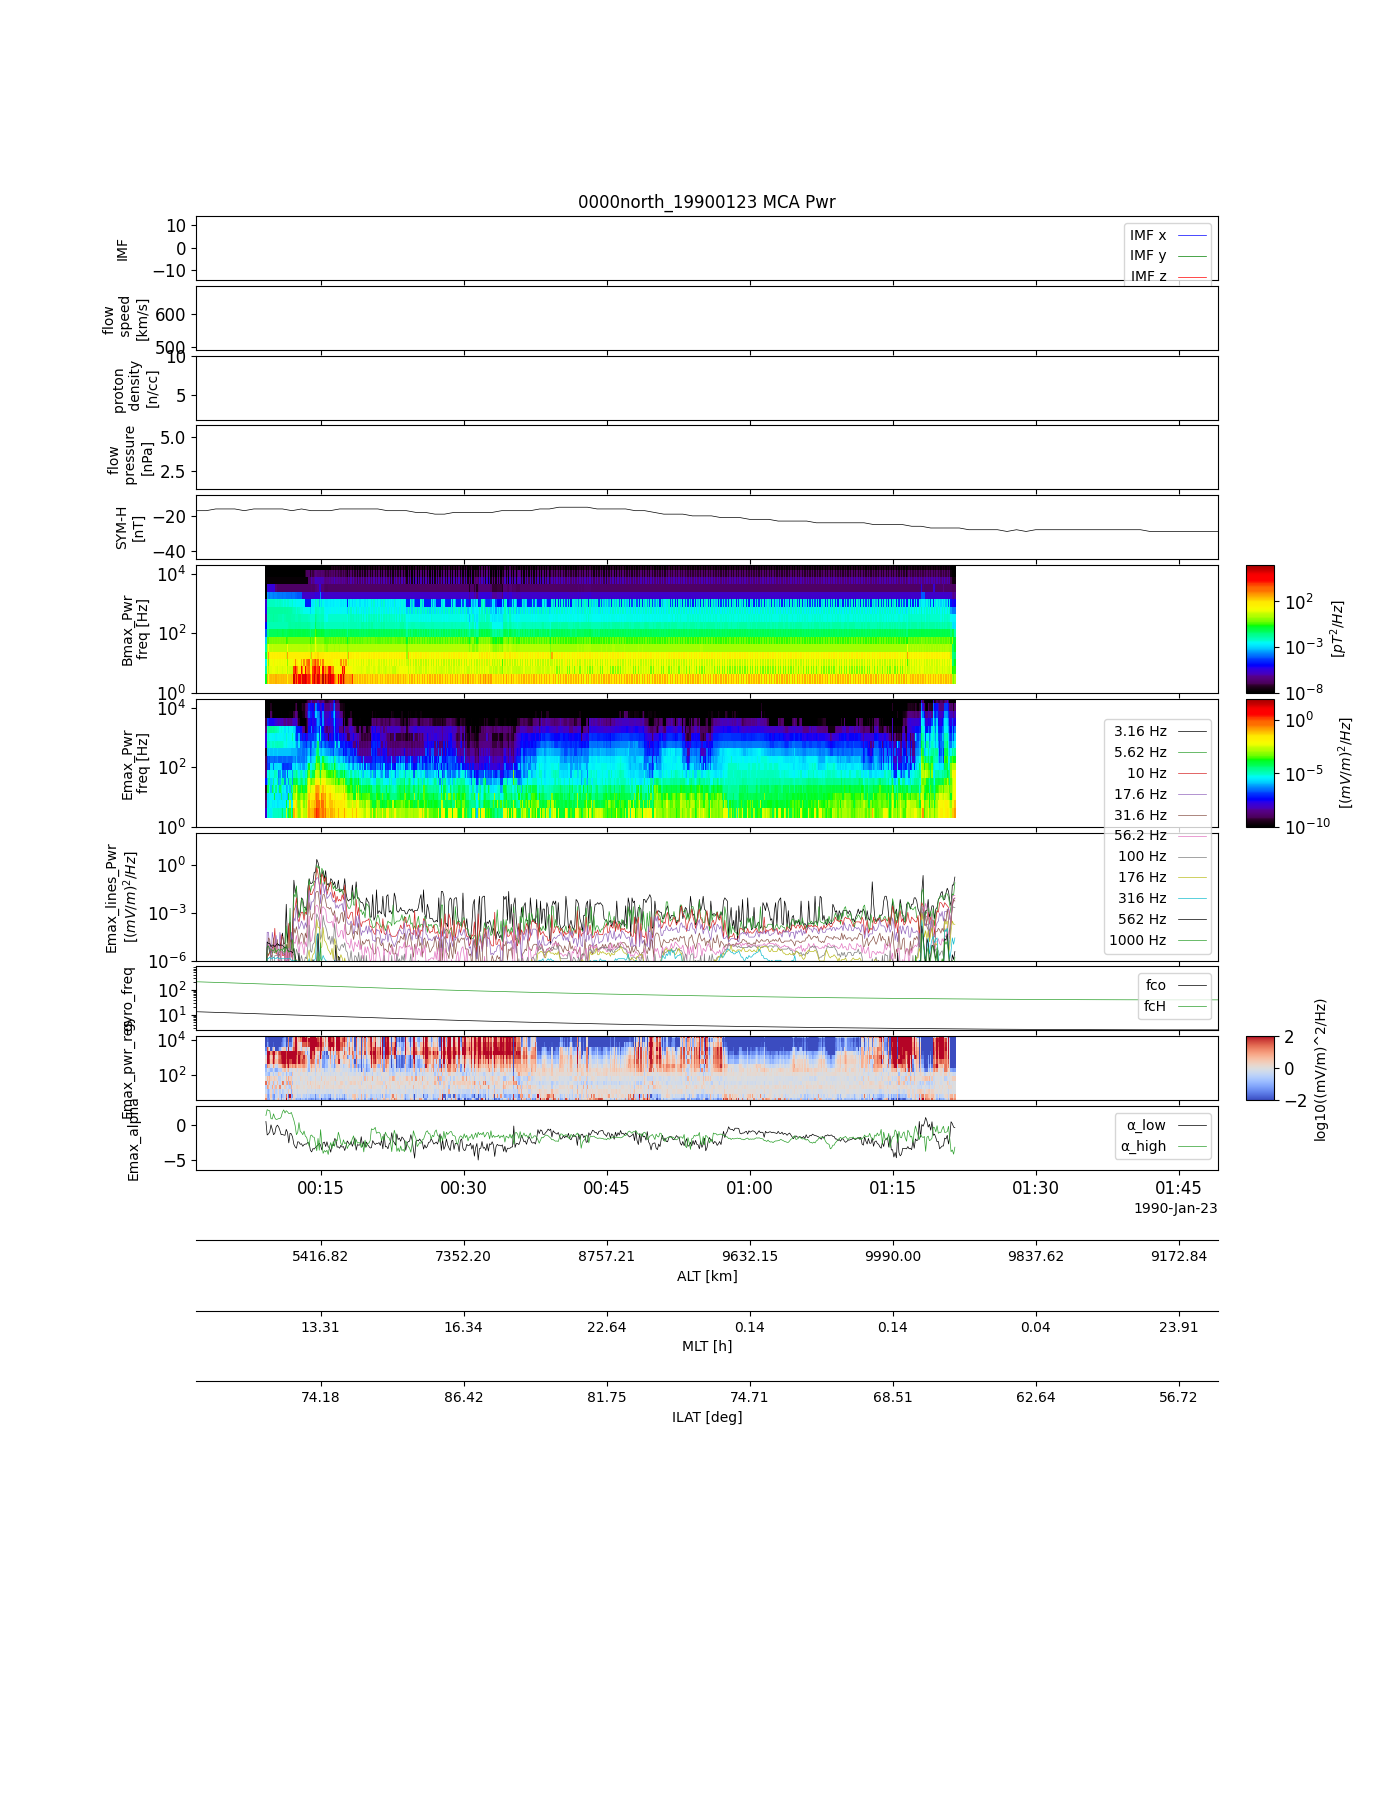 0000north_19900123 MCA Pwr
IMF
10
0
−10
IMF x
IMF y
IMF z
flow
speed
[km/s]
600
500
proton
density
[n/cc]
10
5
flow
pressure
[nPa]
5.0
2.5
SYM-H
[nT]
−20
−40
Bmax_Pwr
freq [Hz]
10^4
10^2
10^0
10^2
10^−3
10^−8
[pT^2/Hz]
Emax_Pwr
freq [Hz]
10^4
10^2
10^0
10^0
10^−5
10^−10
[(mV/m)^2/Hz]
3.16 Hz
5.62 Hz
10 Hz
17.6 Hz
31.6 Hz
56.2 Hz
100 Hz
176 Hz
316 Hz
562 Hz
1000 Hz
Emax_lines_Pwr
[(mV/m)^2/Hz]
10^0
10^−3
10^−6
gyro_freq
10^2
10^1
fco
fcH
Emax_pwr_reg
10^4
10^2
2
0
−2
log10((mV/m)^2/Hz)
Emax_alpha
0
−5
α_low
α_high
00:15 00:30 00:45 01:00 01:15 01:30 01:45
1990-Jan-23
5416.82 7352.20 8757.21 9632.15 9990.00 9837.62 9172.84
ALT [km]
13.31 16.34 22.64 0.14 0.14 0.04 23.91
MLT [h]
74.18 86.42 81.75 74.71 68.51 62.64 56.72
ILAT [deg]